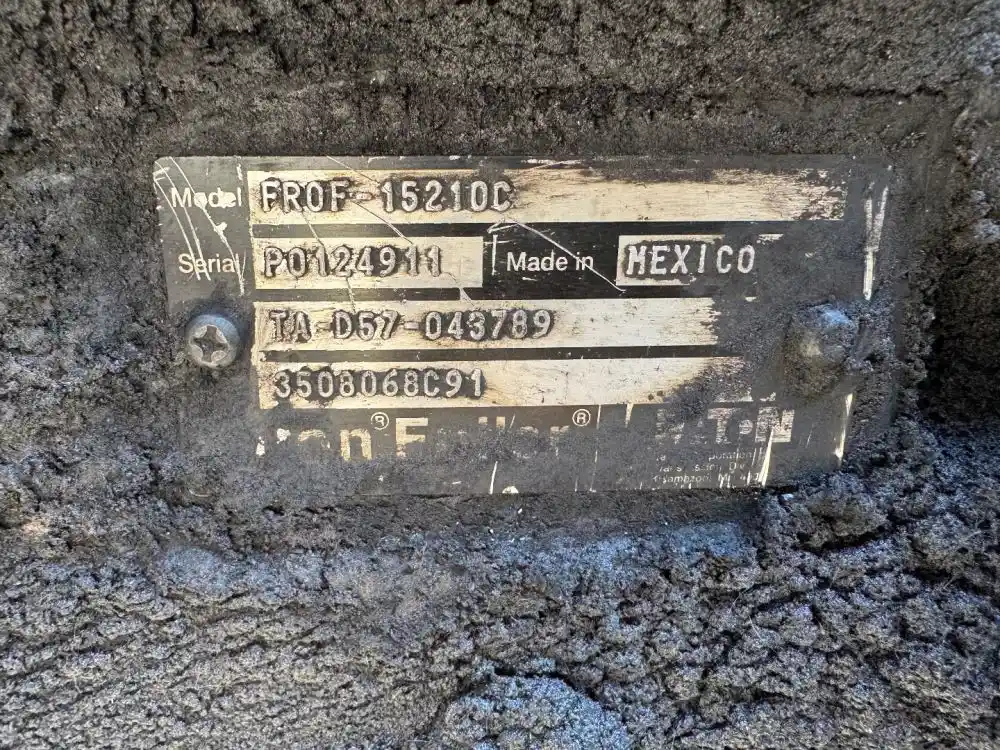 Model FROF-15210C
Serial P0124911 Made in MEXICO
TA-D57-043789
3508068C91
® ®